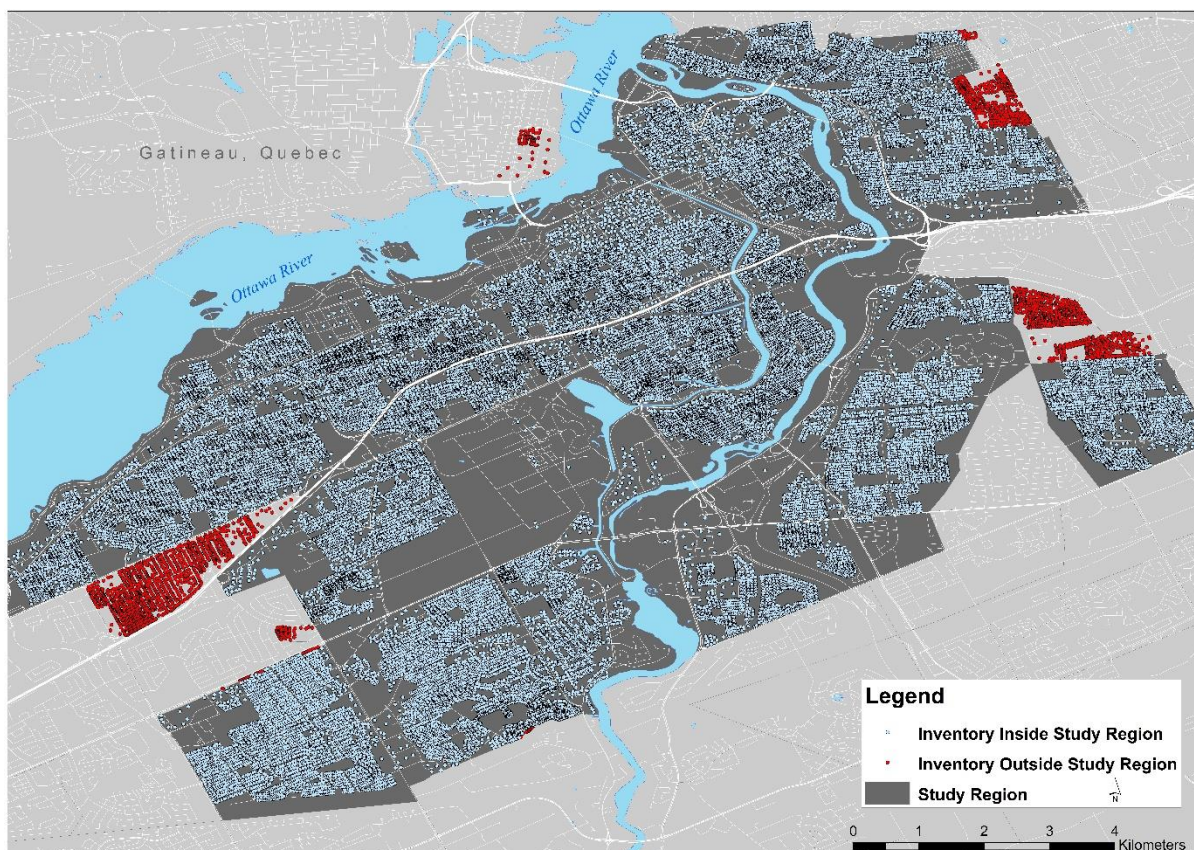 Ottawa River
Gatineau, Quebec
Ottawa River
Legend
Inventory Inside Study Region
Inventory Outside Study Region
Study Region
N
0 1 2 3 4
Kilometers